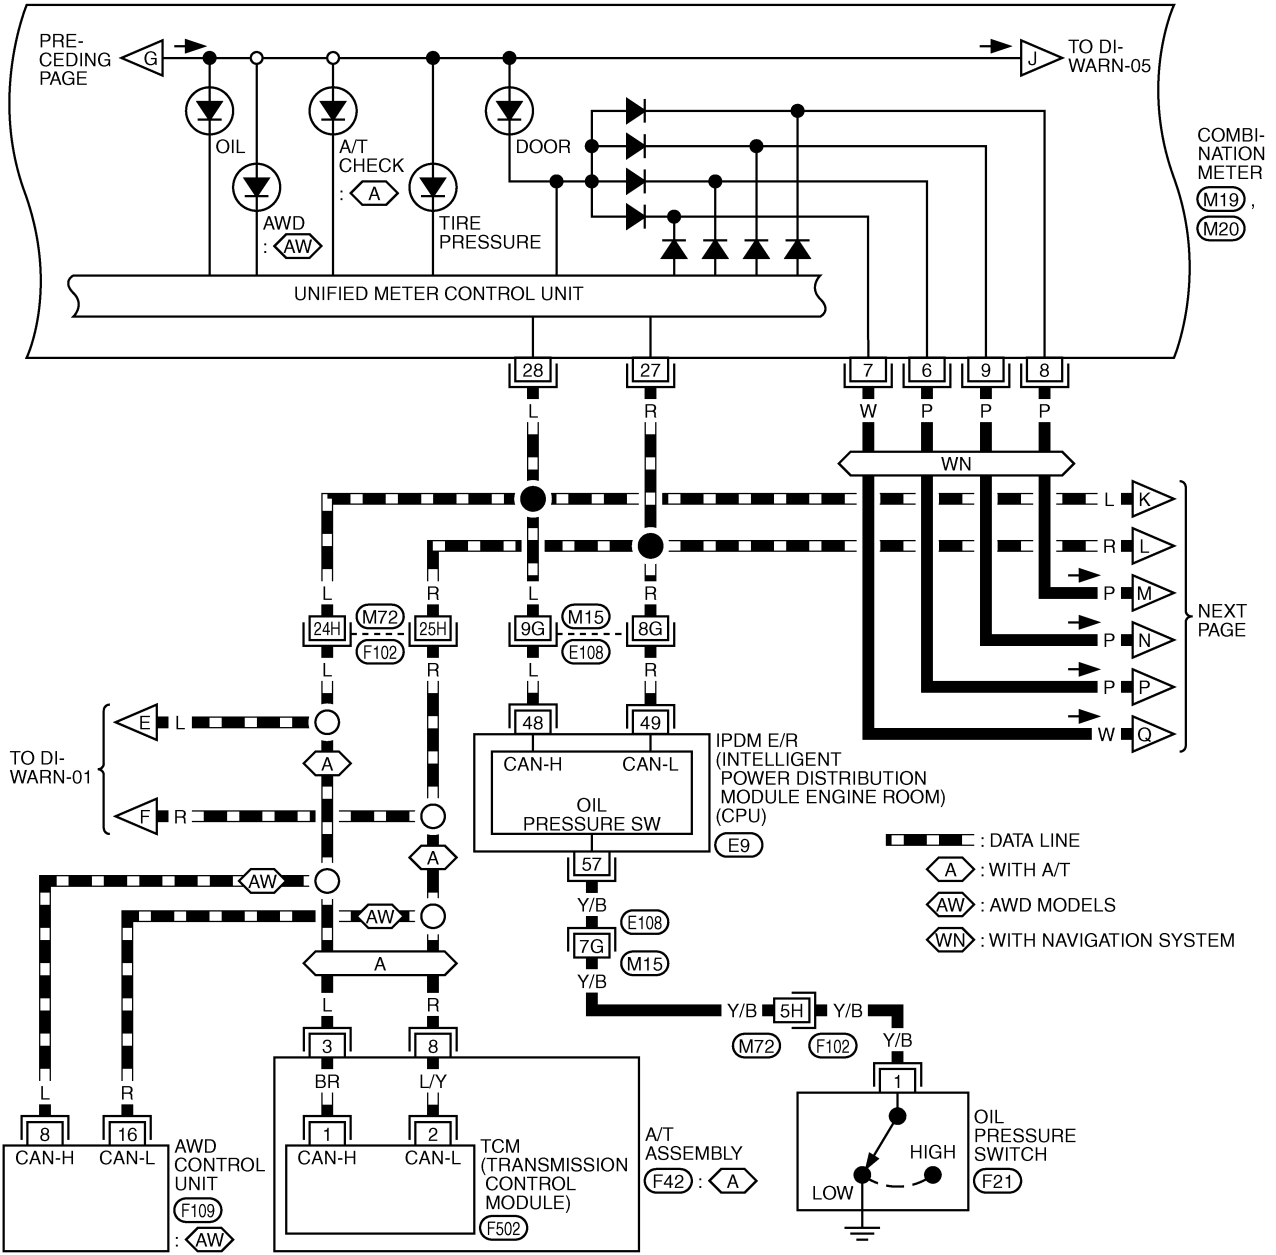 PRE-
CEDING
PAGE
G
J
TO DI-
WARN-05
OIL
A/T
CHECK
: A
DOOR
AWD
: AW
TIRE
PRESSURE
COMBI-
NATION
METER
M19 ,
M20
UNIFIED METER CONTROL UNIT
28
27
7
6
9
8
L
R
W
P
P
P
WN
L
K
R
L
P
M
P
N
P
P
W
Q
NEXT
PAGE
L
R
L
R
24H
M72
25H
9G
M15
8G
F102
E108
L
R
L
R
48
49
CAN-H
CAN-L
OIL
PRESSURE SW
IPDM E/R
(INTELLIGENT
POWER DISTRIBUTION
MODULE ENGINE ROOM)
(CPU)
E9
57
TO DI-
WARN-01
E
L
A
F
R
A
AW
AW
A
: DATA LINE
A : WITH A/T
AW : AWD MODELS
WN : WITH NAVIGATION SYSTEM
Y/B
E108
7G
M15
Y/B
Y/B
5H
Y/B
M72
F102
Y/B
1
OIL
PRESSURE
SWITCH
F21
HIGH
LOW
L
R
3
8
BR
L/Y
1
2
CAN-H
CAN-L
TCM
(TRANSMISSION
CONTROL
MODULE)
F502
A/T
ASSEMBLY
F42 : A
L
R
8
16
CAN-H
CAN-L
AWD
CONTROL
UNIT
F109
: AW